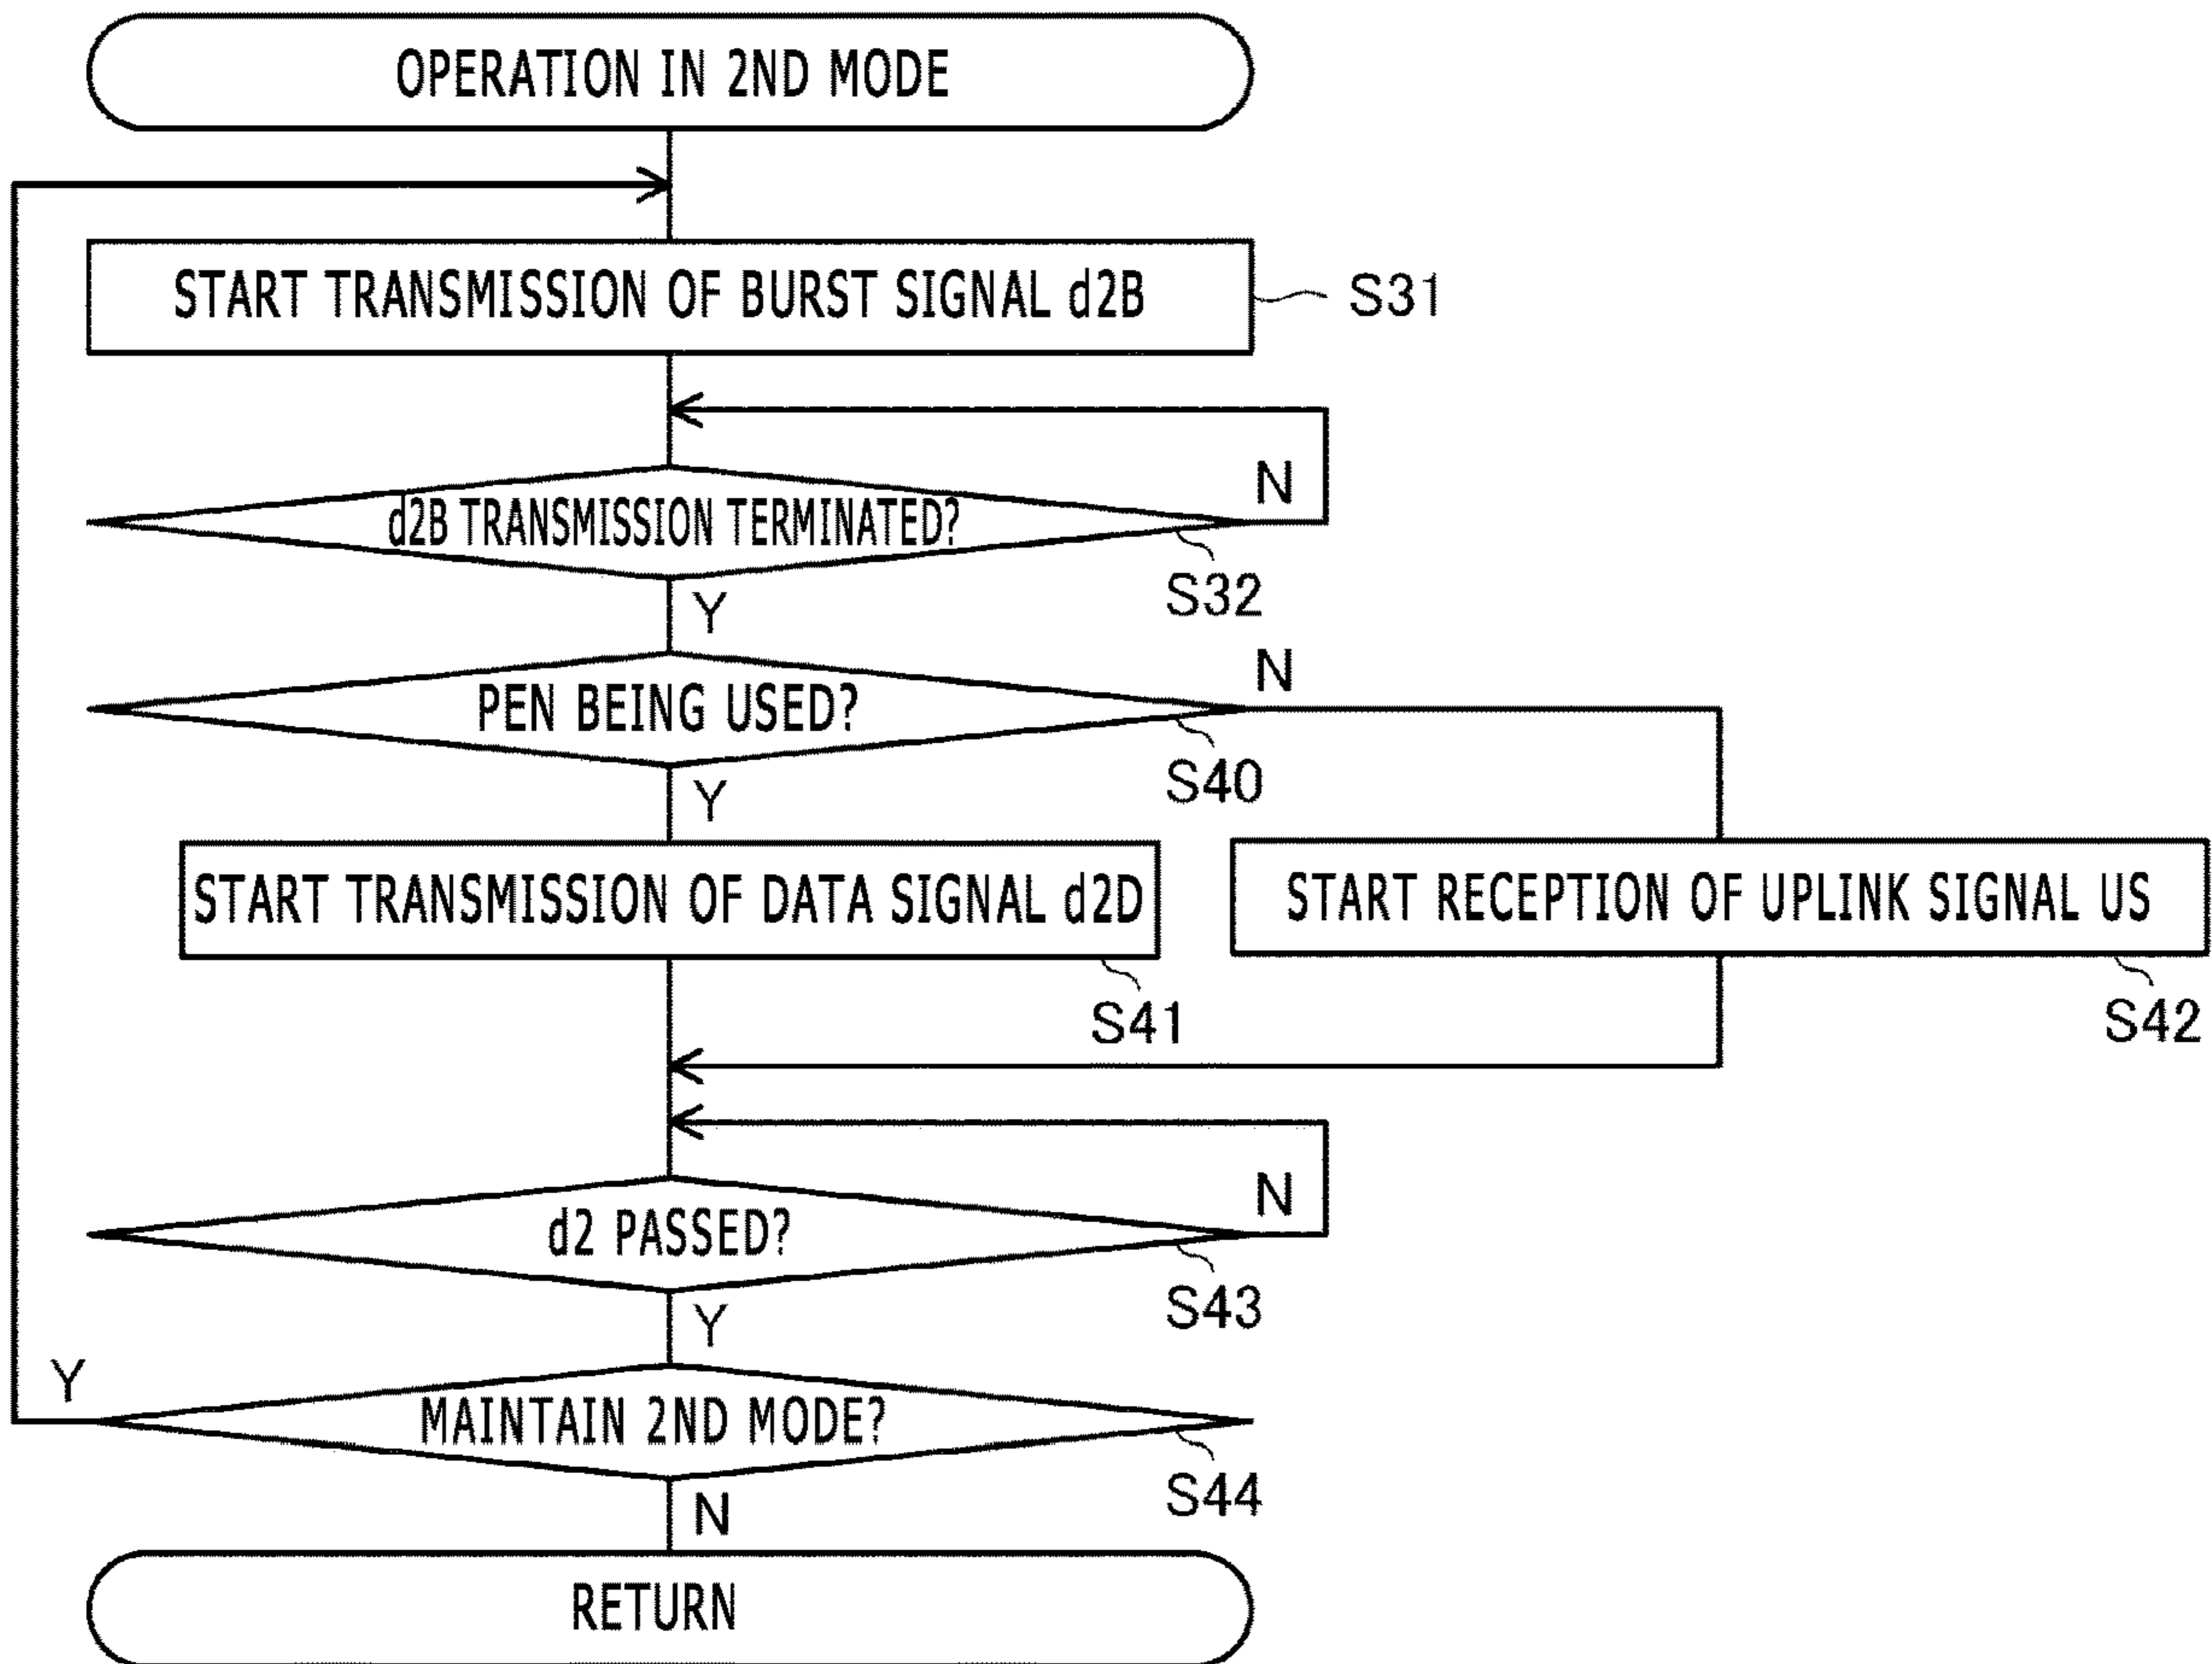 OPERATION IN 2ND MODE
START TRANSMISSION OF BURST SIGNAL d2B
S31
N
d2B TRANSMISSION TERMINATED?
S32
Y
N
PEN BEING USED?
S40
Y
START TRANSMISSION OF DATA SIGNAL d2D
START RECEPTION OF UPLINK SIGNAL US
S41
S42
N
d2 PASSED?
S43
Y
Y
MAINTAIN 2ND MODE?
S44
N
RETURN